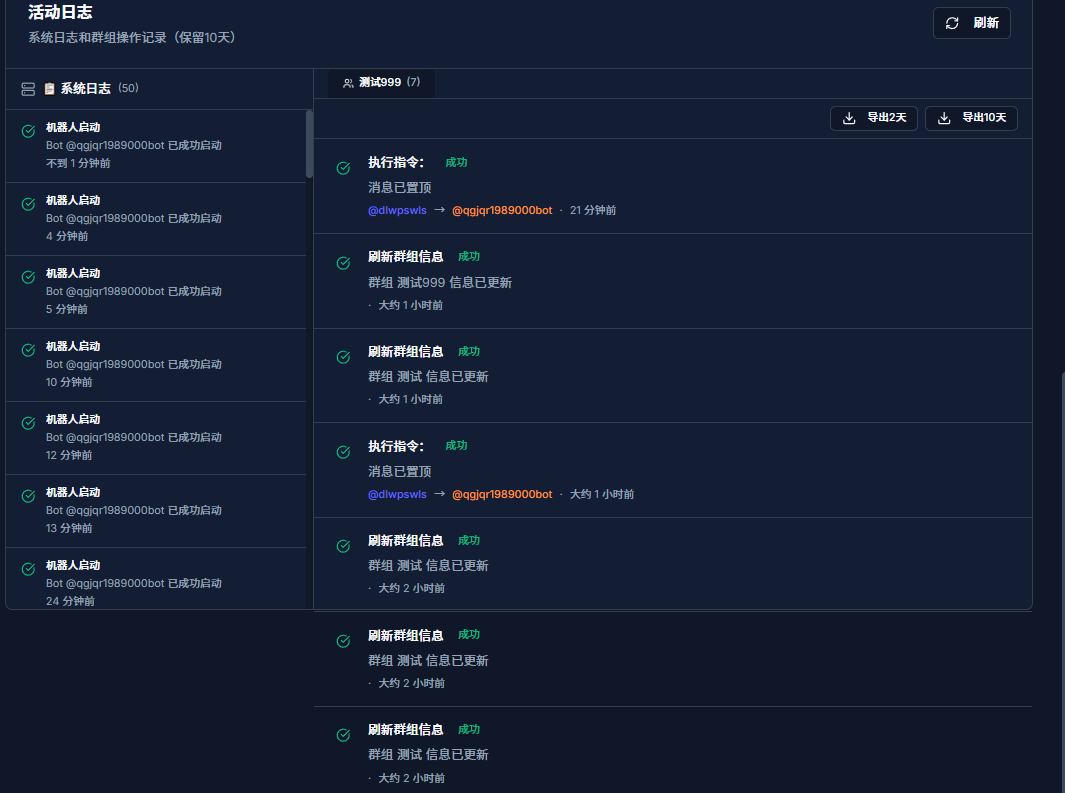 活动日志
系统日志和群组操作记录（保留10天）
刷新
系统日志 (50)
机器人启动
Bot @qgjqr1989000bot 已成功启动
不到 1 分钟前
机器人启动
Bot @qgjqr1989000bot 已成功启动
4 分钟前
机器人启动
Bot @qgjqr1989000bot 已成功启动
5 分钟前
机器人启动
Bot @qgjqr1989000bot 已成功启动
10 分钟前
机器人启动
Bot @qgjqr1989000bot 已成功启动
12 分钟前
机器人启动
Bot @qgjqr1989000bot 已成功启动
13 分钟前
机器人启动
Bot @qgjqr1989000bot 已成功启动
24 分钟前
测试999 (7)
导出2天 导出10天
执行指令： 成功
消息已置顶
@dlwpswls → @qgjqr1989000bot · 21 分钟前
刷新群组信息 成功
群组 测试999 信息已更新
· 大约 1 小时前
刷新群组信息 成功
群组 测试 信息已更新
· 大约 1 小时前
执行指令： 成功
消息已置顶
@dlwpswls → @qgjqr1989000bot · 大约 1 小时前
刷新群组信息 成功
群组 测试 信息已更新
· 大约 2 小时前
刷新群组信息 成功
群组 测试 信息已更新
· 大约 2 小时前
刷新群组信息 成功
群组 测试 信息已更新
· 大约 2 小时前